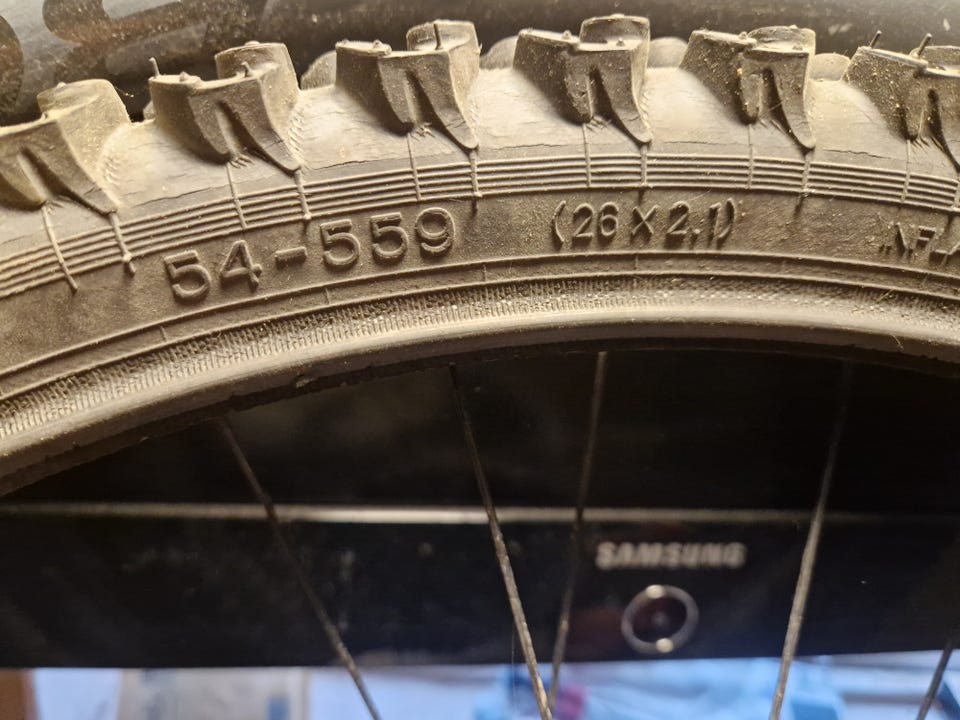 54-559 (26 X 2.1)
SAMSUNG